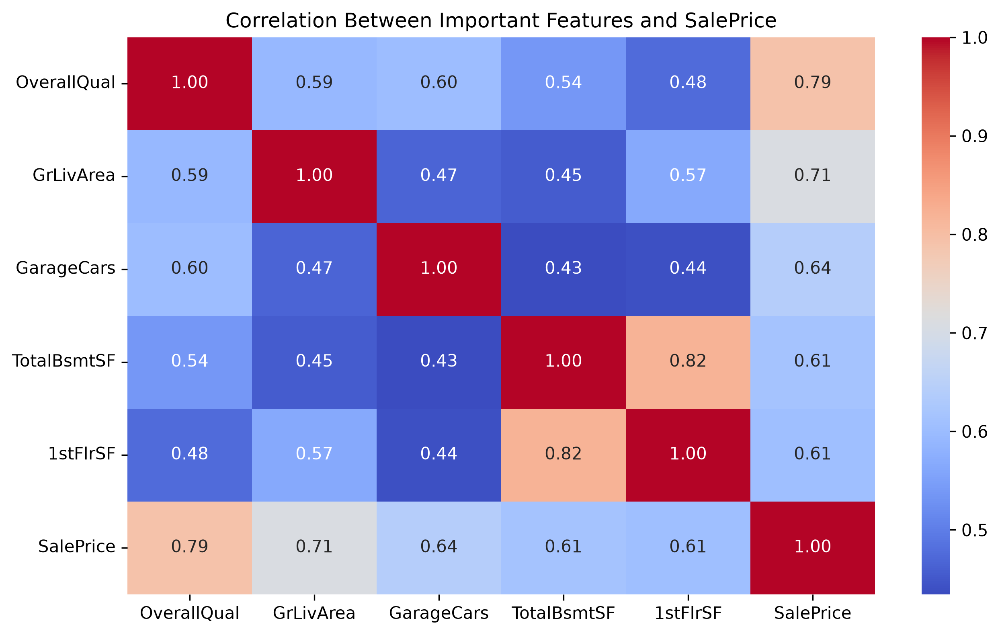 Correlation Between Important Features and SalePrice
OverallQual 1.00 0.59 0.60 0.54 0.48 0.79
GrLivArea 0.59 1.00 0.47 0.45 0.57 0.71
GarageCars 0.60 0.47 1.00 0.43 0.44 0.64
TotalBsmtSF 0.54 0.45 0.43 1.00 0.82 0.61
1stFlrSF 0.48 0.57 0.44 0.82 1.00 0.61
SalePrice 0.79 0.71 0.64 0.61 0.61 1.00
OverallQual GrLivArea GarageCars TotalBsmtSF 1stFlrSF SalePrice
1.0
0.9
0.8
0.7
0.6
0.5